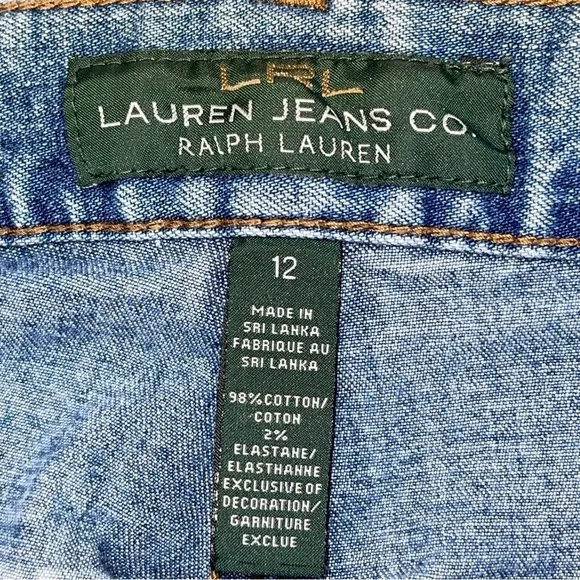 LRL
LAUREN JEANS CO.
RALPH LAUREN
12
MADE IN
SRI LANKA
FABRIQUE AU
SRI LANKA
98% COTTON/
COTON
2%
ELASTANE/
ELASTHANNE
EXCLUSIVE OF
DECORATION/
GARNITURE
EXCLUE